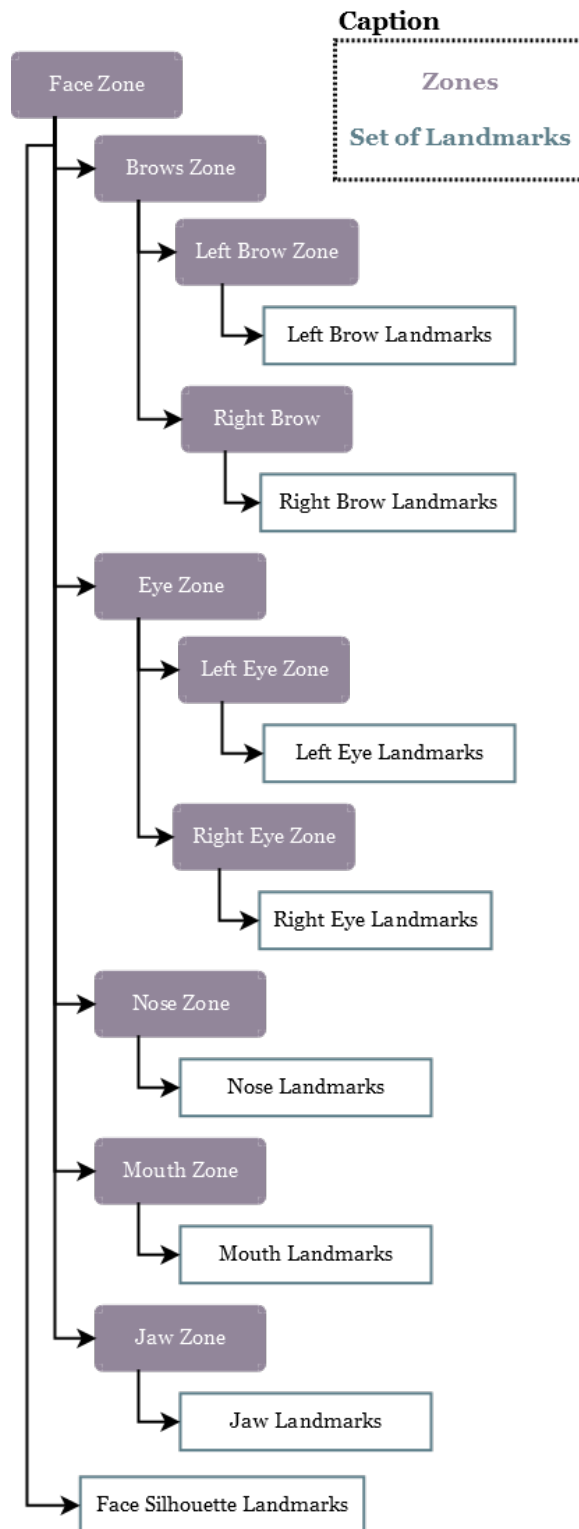 Caption
Zones
Set of Landmarks
Face Zone
Brows Zone
Left Brow Zone
Left Brow Landmarks
Right Brow
Right Brow Landmarks
Eye Zone
Left Eye Zone
Left Eye Landmarks
Right Eye Zone
Right Eye Landmarks
Nose Zone
Nose Landmarks
Mouth Zone
Mouth Landmarks
Jaw Zone
Jaw Landmarks
Face Silhouette Landmarks